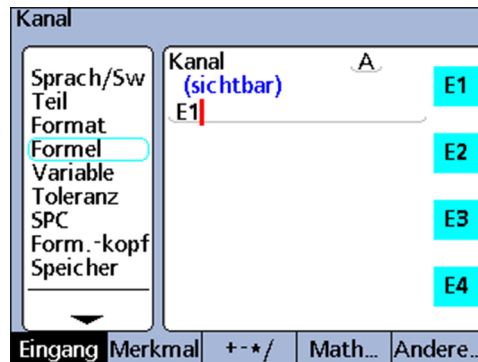 Kanal
Sprach/Sw
Teil
Format
Formel
Variable
Toleranz
SPC
Form.-kopf
Speicher
Kanal A
(sichtbar)
E1
E1
E2
E3
E4
Eingang Merkmal +-*/ Math... Andere..